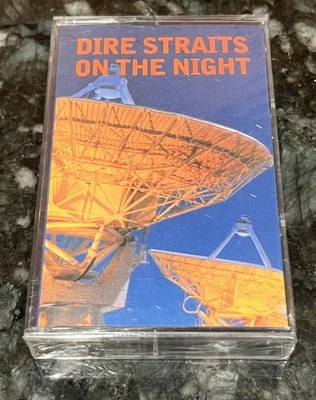 DIRE STRAITS
ON THE NIGHT